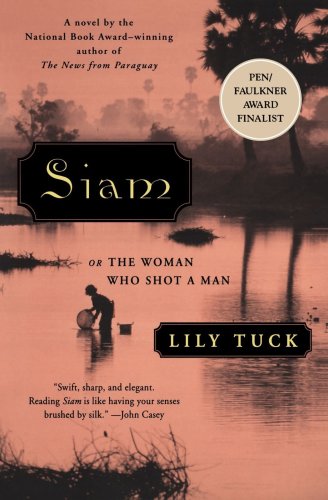 A novel by the
National Book Award–winning
author of
The News from Paraguay
PEN/
FAULKNER
AWARD
FINALIST
Siam
OR THE WOMAN
WHO SHOT A MAN
LILY TUCK
"Swift, sharp, and elegant.
Reading Siam is like having your senses
brushed by silk." —John Casey